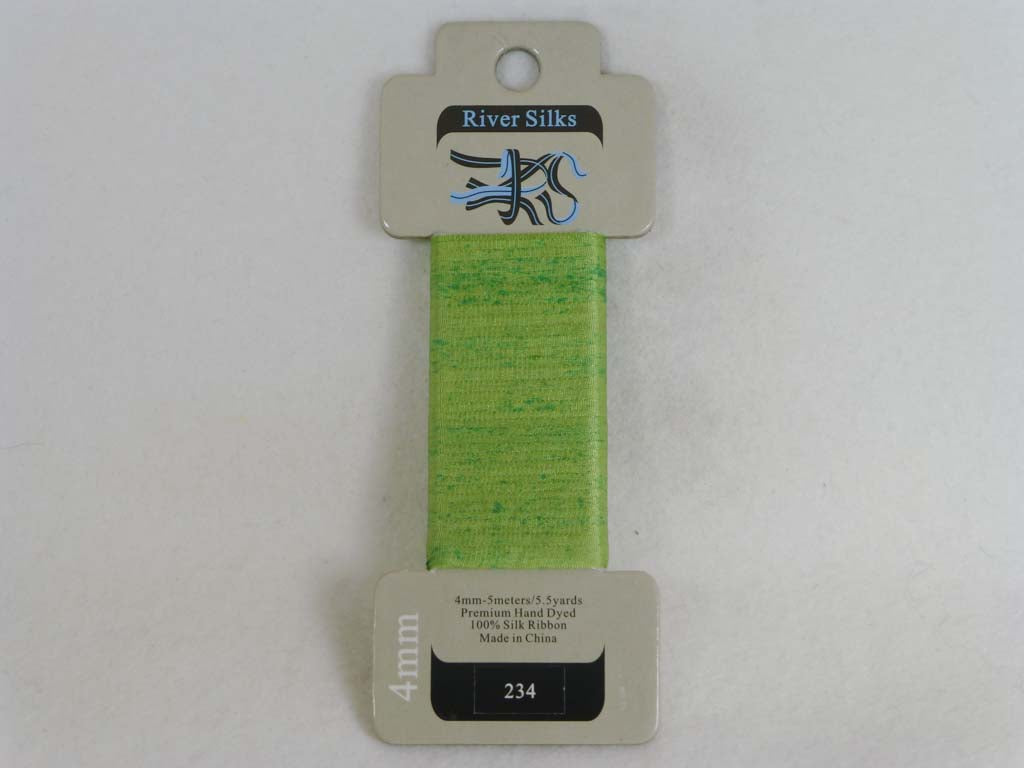 River Silks
4mm-5meters/5.5yards
Premium Hand Dyed
100% Silk Ribbon
Made in China
4mm
234